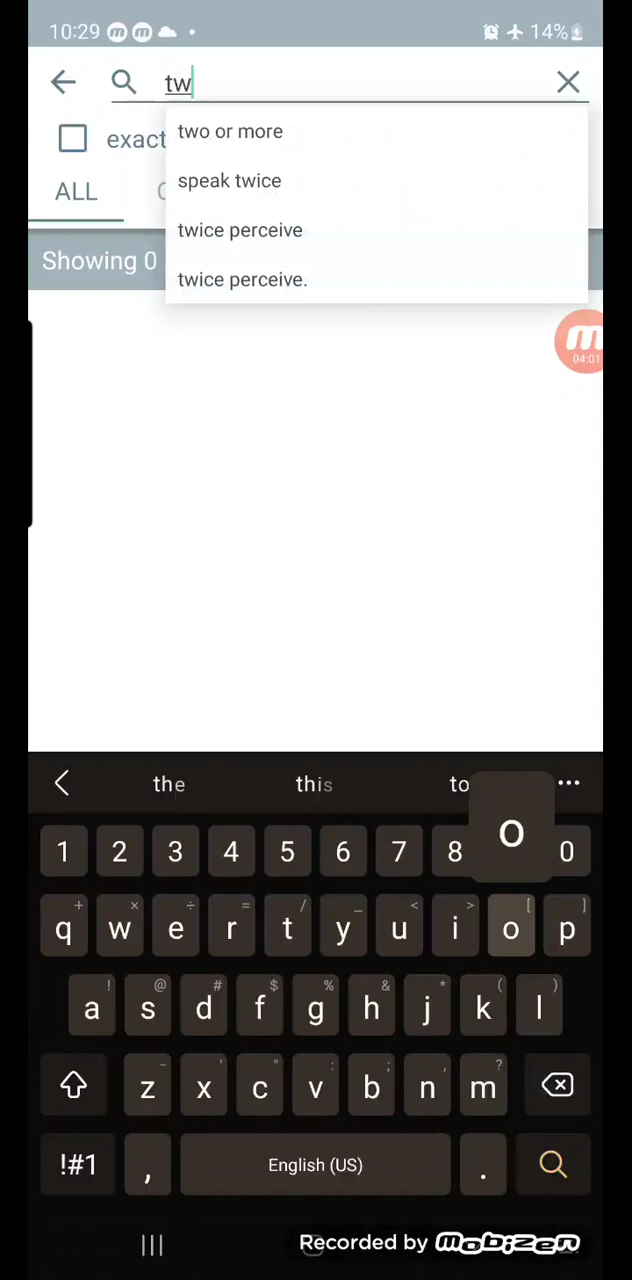 10:29 14%
tw
exact
two or more
speak twice
twice perceive
twice perceive.
ALL
Showing 0
04:01
the this to
1 2 3 4 5 6 7 8 o 0
q w e r t y u i o p
a s d f g h j k l
z x c v b n m
!#1 , English (US) .
Recorded by mobizen